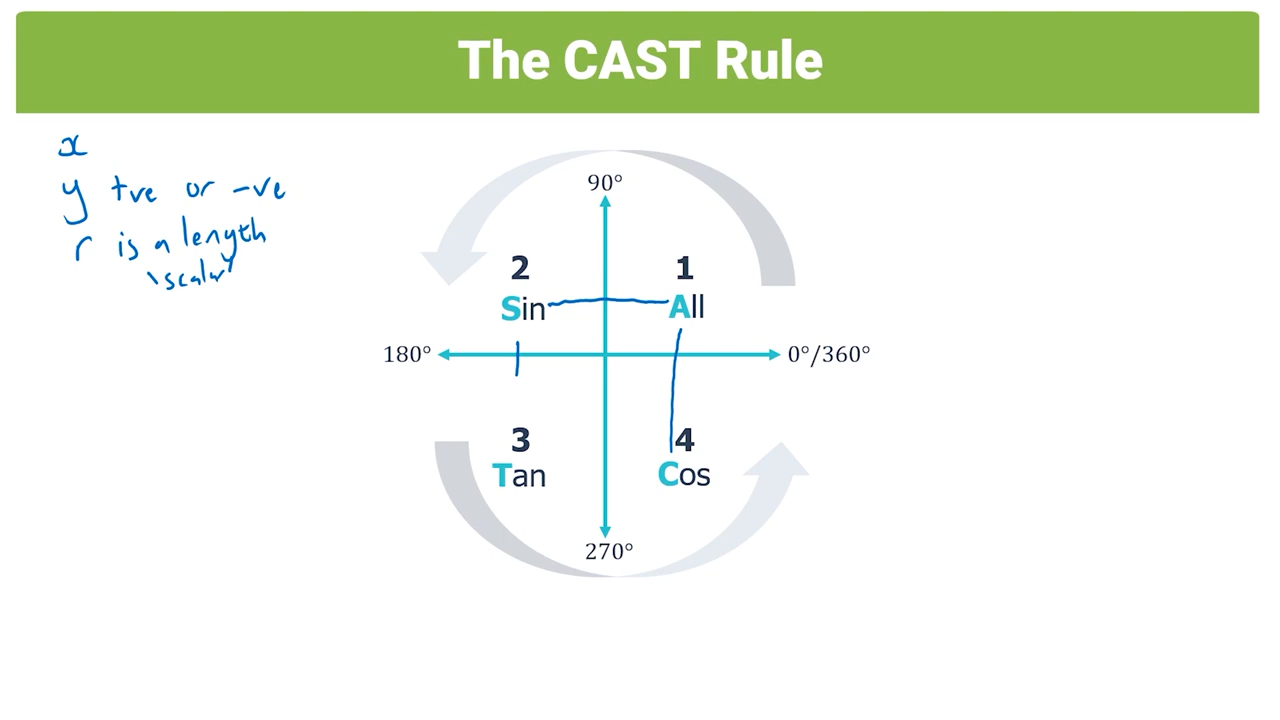 The CAST Rule
x
y +ve or -ve
r is a length
scalar
90°
2
1
Sin
All
180°
0°/360°
3
4
Tan
Cos
270°